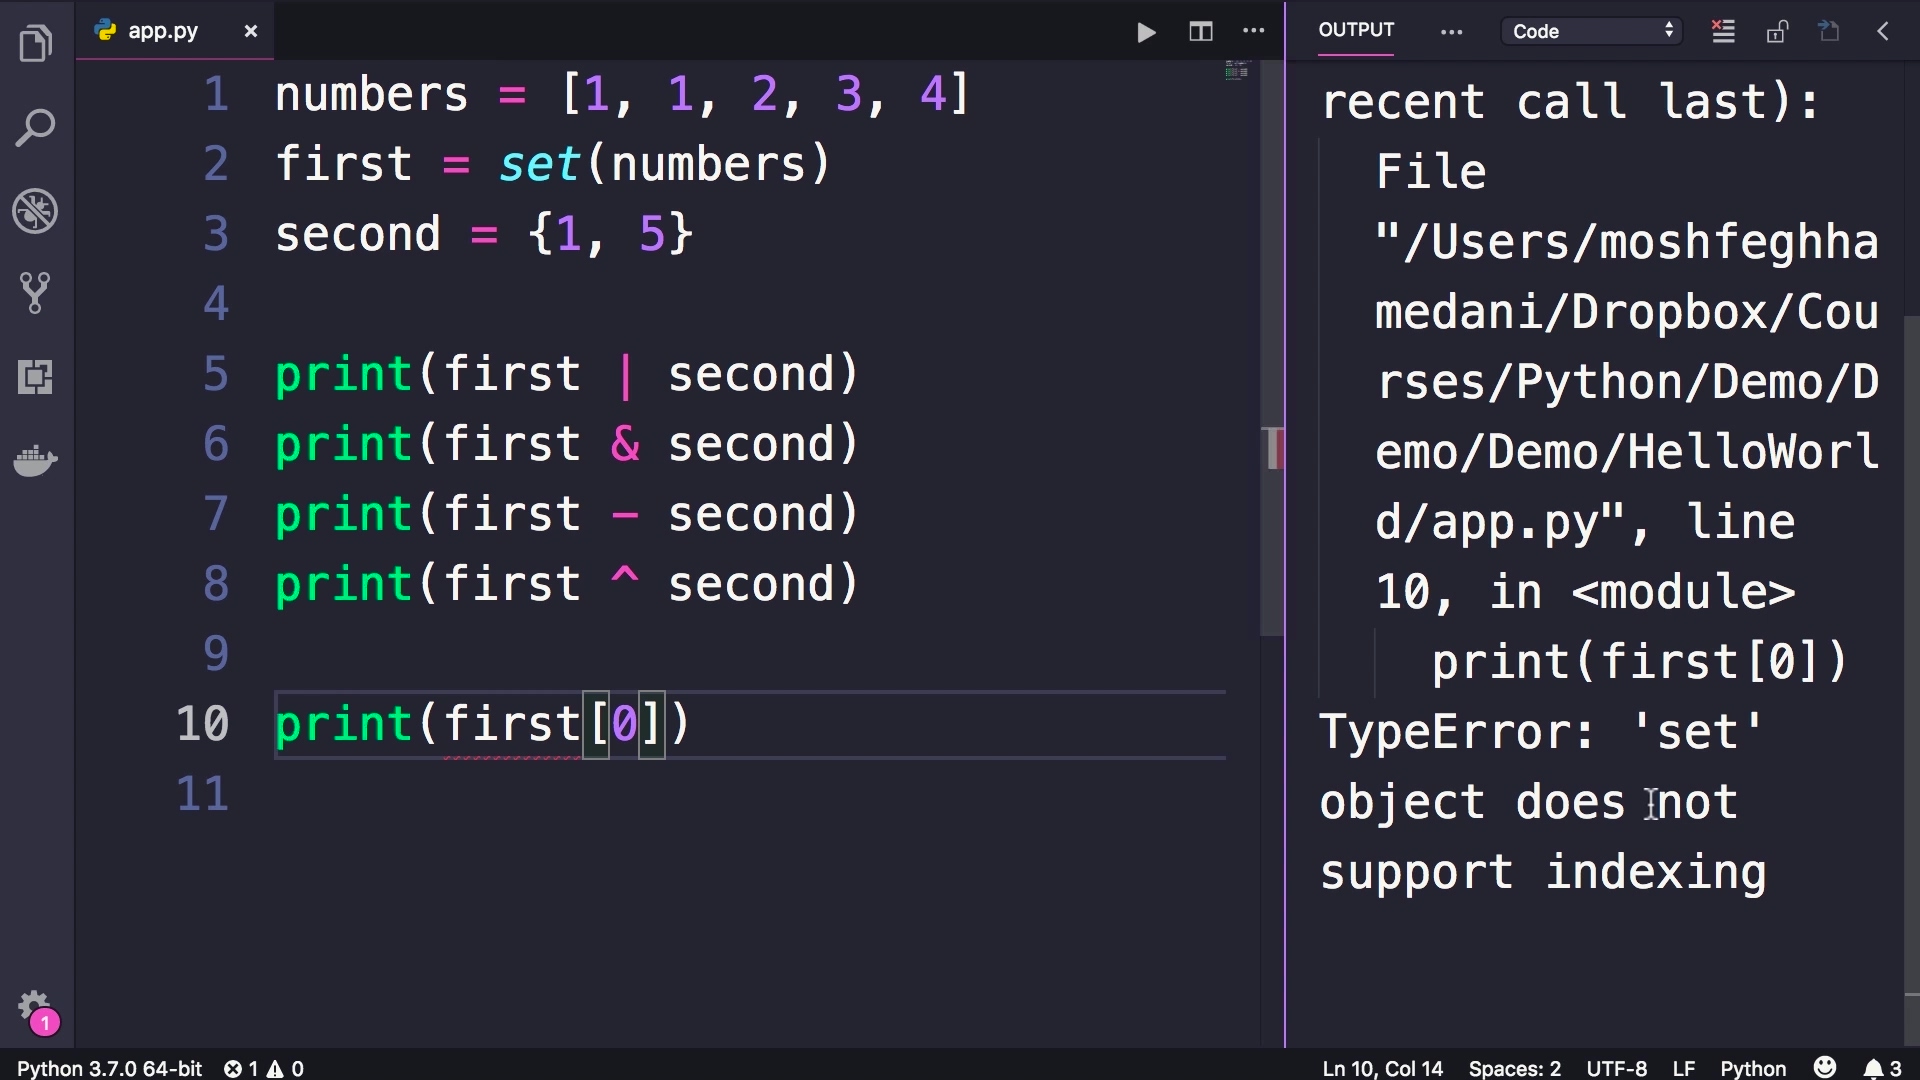 app.py
1 numbers = [1, 1, 2, 3, 4]
2 first = set(numbers)
3 second = {1, 5}
4
5 print(first | second)
6 print(first & second)
7 print(first - second)
8 print(first ^ second)
9
10 print(first[0])
11
OUTPUT
Code
recent call last):
File
"/Users/moshfeghha
medani/Dropbox/Cou
rses/Python/Demo/D
emo/Demo/HelloWorl
d/app.py", line
10, in <module>
print(first[0])
TypeError: 'set'
object does not
support indexing
1
Python 3.7.0 64-bit 1 0
Ln 10, Col 14 Spaces: 2 UTF-8 LF Python 3